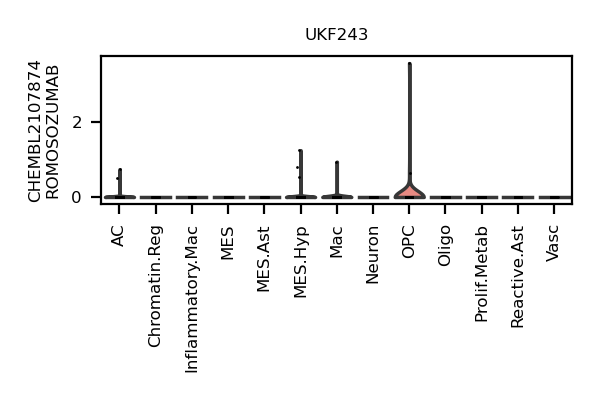 UKF243
CHEMBL2107874
ROMOSOZUMAB
2
0
AC
Chromatin.Reg
Inflammatory.Mac
MES
MES.Ast
MES.Hyp
Mac
Neuron
OPC
Oligo
Prolif.Metab
Reactive.Ast
Vasc